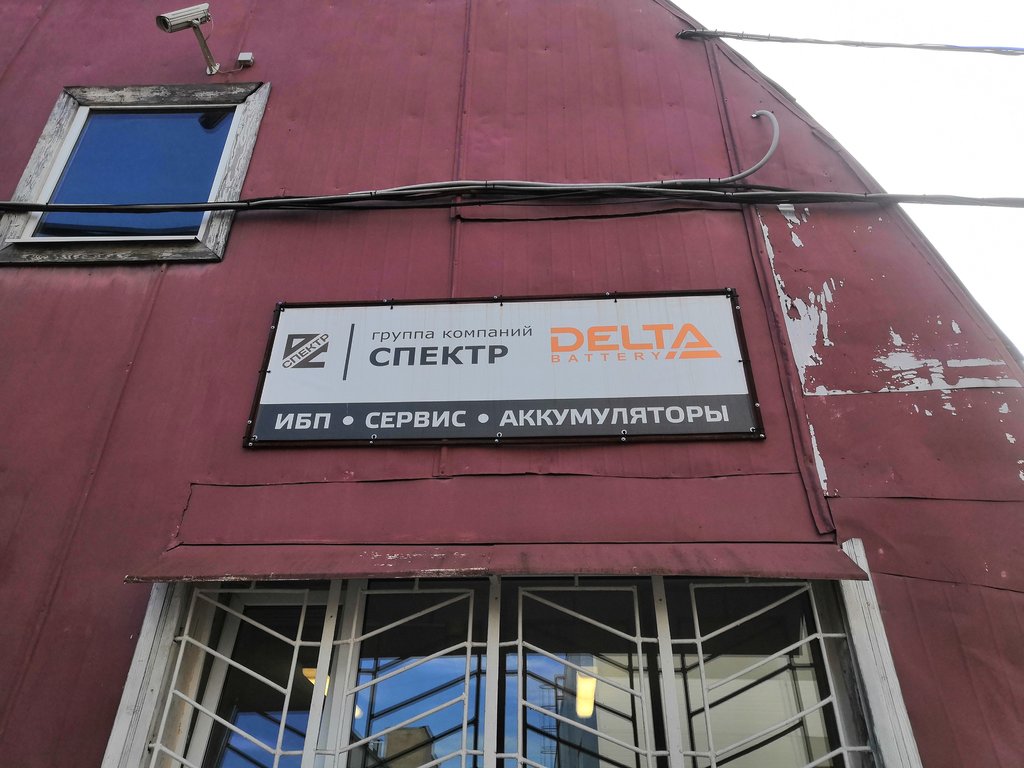 СПЕКТР
группа компаний
СПЕКТР
DELTA
BATTERY
ИБП • СЕРВИС • АККУМУЛЯТОРЫ